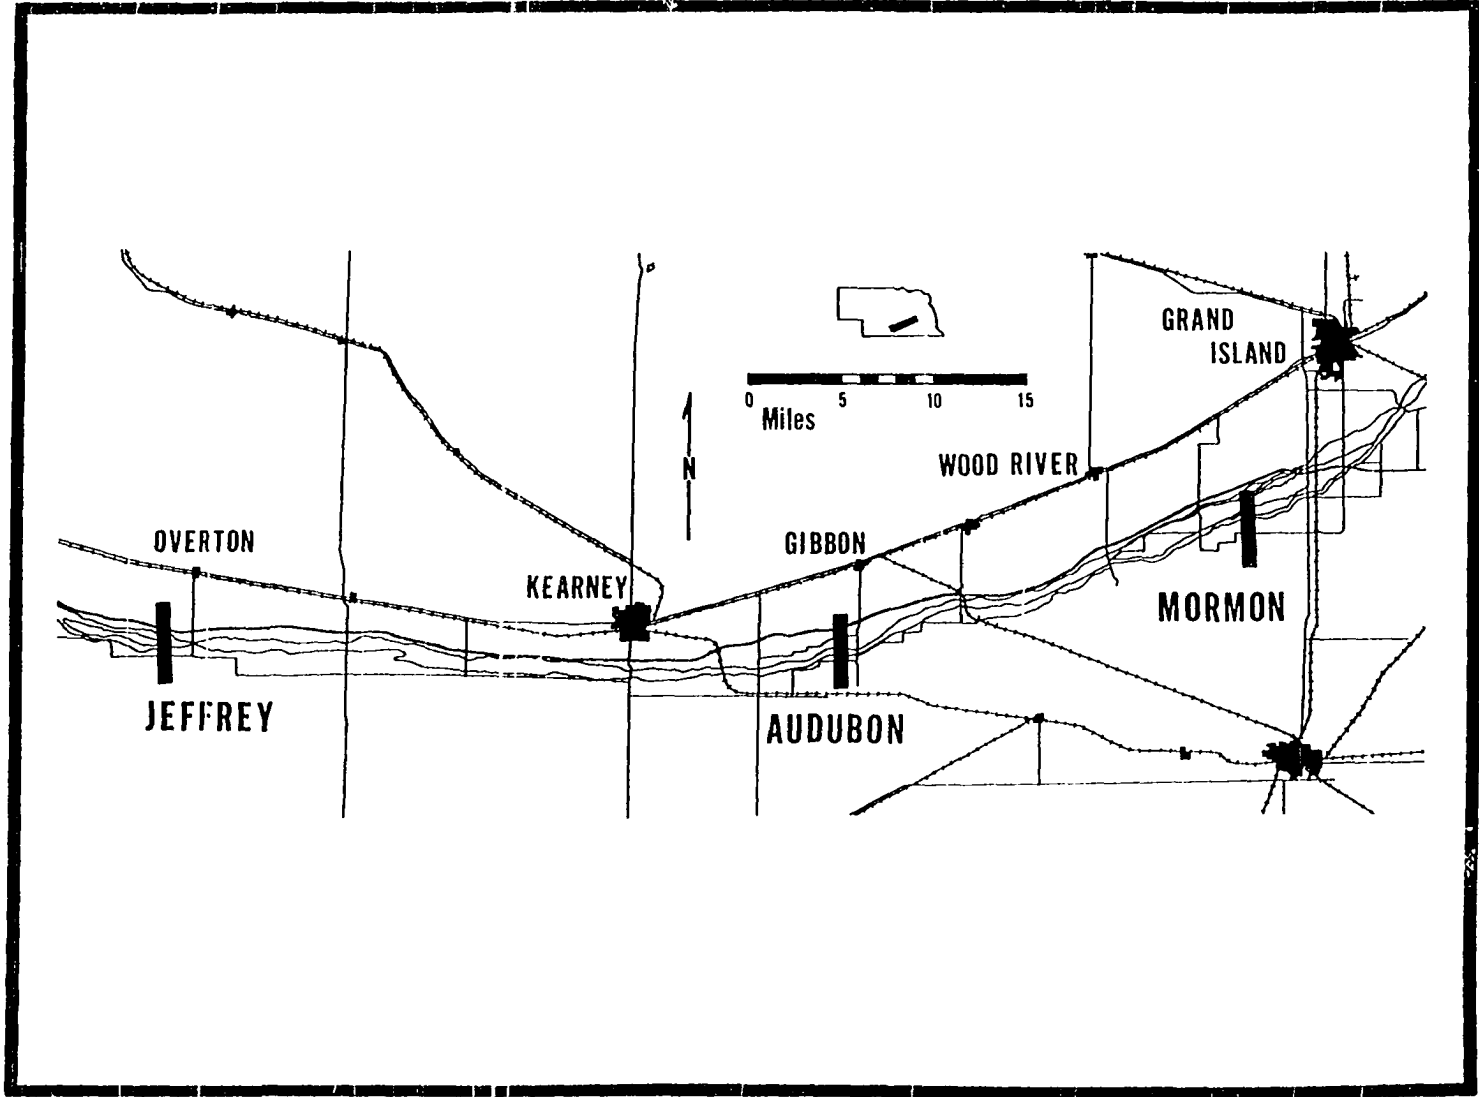 GRAND
ISLAND
0 5 10 15
Miles
N
WOOD RIVER
OVERTON
GIBBON
KEARNEY
MORMON
JEFFREY
AUDUBON